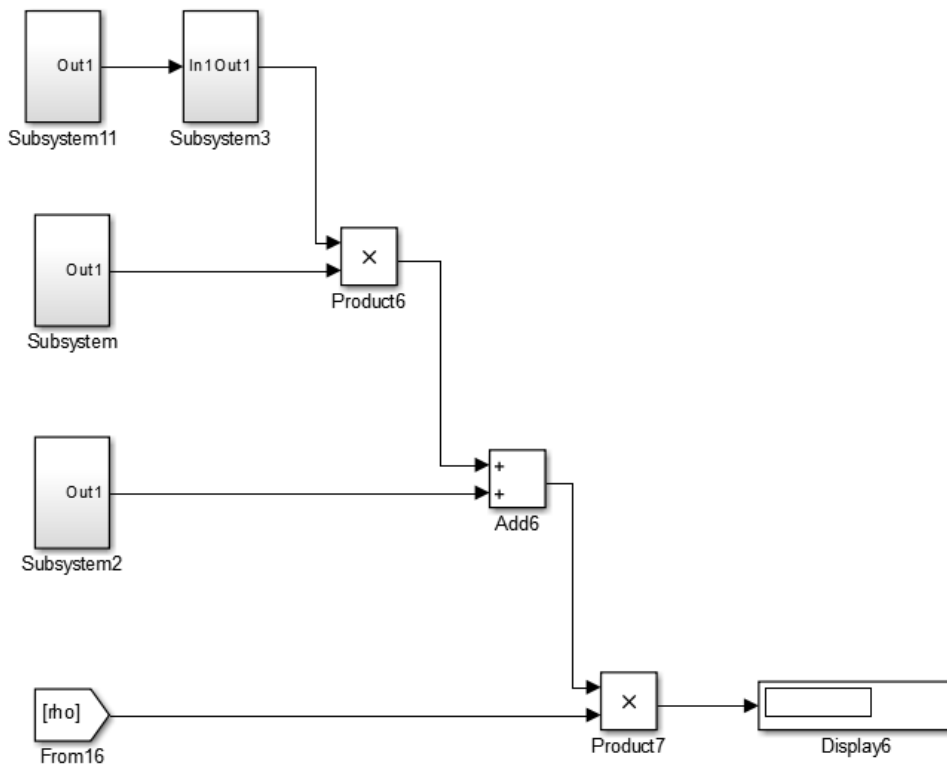 Out1
In1 Out1
Subsystem11
Subsystem3
Out1
×
Product6
Subsystem
Out1
+
+
Add6
Subsystem2
[rho]
From16
×
Product7
Display6